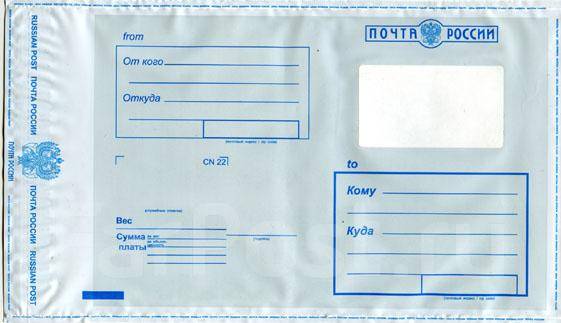 RUSSIAN POST ПОЧТА РОССИИ
ПОЧТА РОССИИ
ПОЧТА РОССИИ RUSSIAN POST
from
От кого
Откуда
ПОЧТА РОССИИ
CN 22
to
Кому
Куда
Вес
Сумма
платы
(подпись)